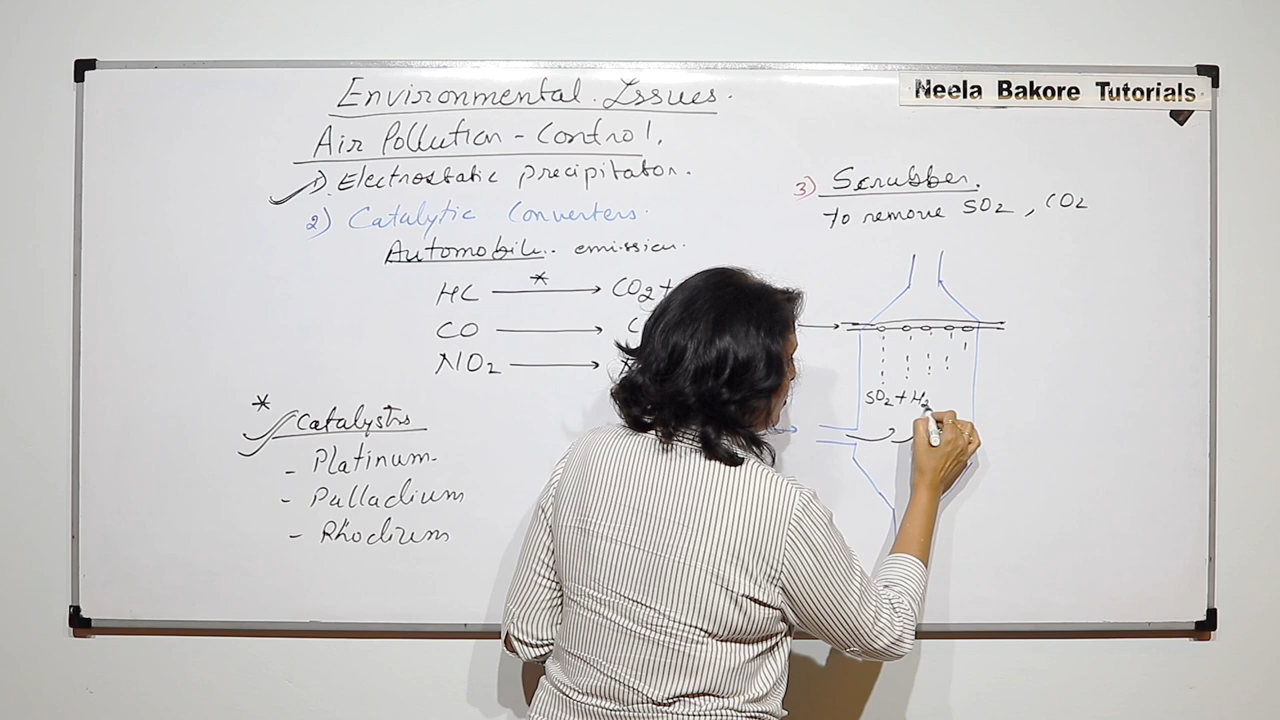 Neela Bakore Tutorials
Environmental Issues.
Air Pollution - Control.
1) Electrostatic precipitator.
2) Catalytic Converters.
Automobile.. emission.
HC * → CO2 +
CO →
NO2 →
* Catalysts
- Platinum
- Palladium
- Rhodium
3) Scrubber.
To remove SO2, CO2
SO2 + H2